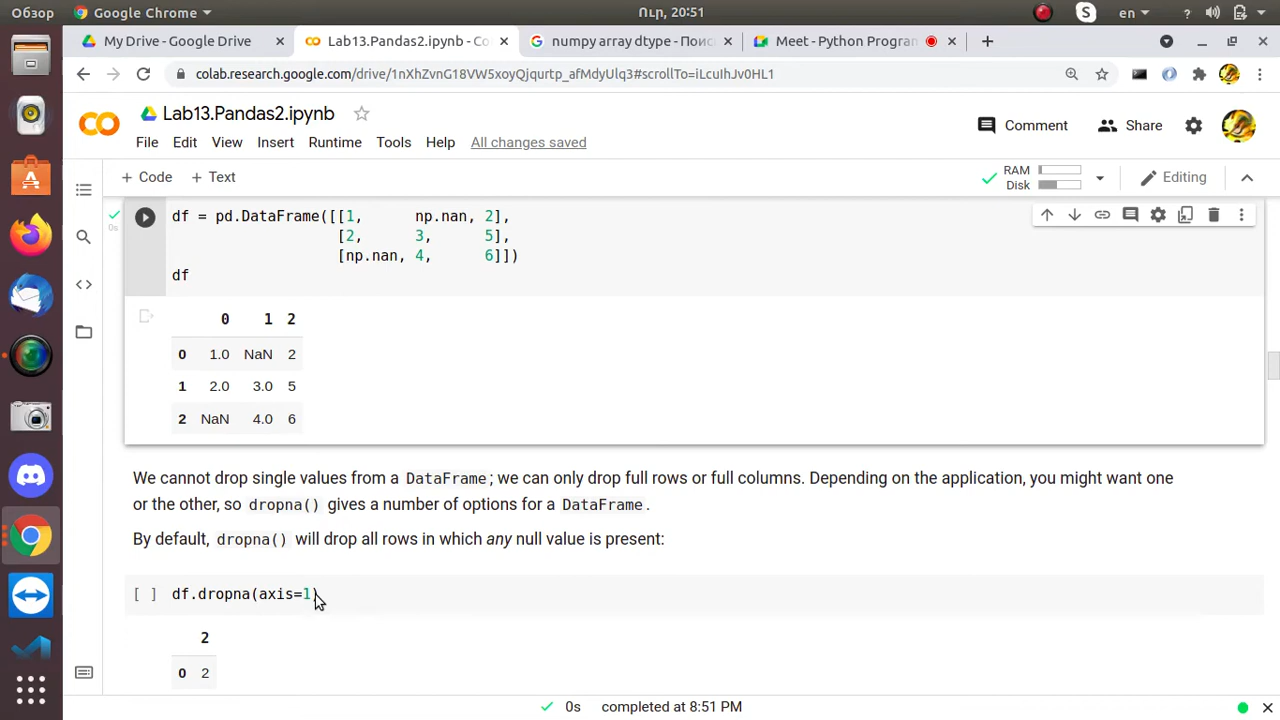 Обзор
Google Chrome
Ուր, 20:51
en
My Drive - Google Drive
Lab13.Pandas2.ipynb - Co
numpy array dtype - Поис
Meet - Python Progran
colab.research.google.com/drive/1nXhZvnG18VW5xoyQjqurtp_afMdyUlq3#scrollTo=iLcuIhJv0HL1
Lab13.Pandas2.ipynb
Comment
Share
File Edit View Insert Runtime Tools Help All changes saved
+ Code + Text
RAM
Disk
Editing
df = pd.DataFrame([[1, np.nan, 2],
[2, 3, 5],
[np.nan, 4, 6]])
df
0s
0 1 2
0 1.0 NaN 2
1 2.0 3.0 5
2 NaN 4.0 6
We cannot drop single values from a DataFrame; we can only drop full rows or full columns. Depending on the application, you might want one
or the other, so dropna() gives a number of options for a DataFrame.
By default, dropna() will drop all rows in which any null value is present:
[ ] df.dropna(axis=1)
2
0 2
0s completed at 8:51 PM